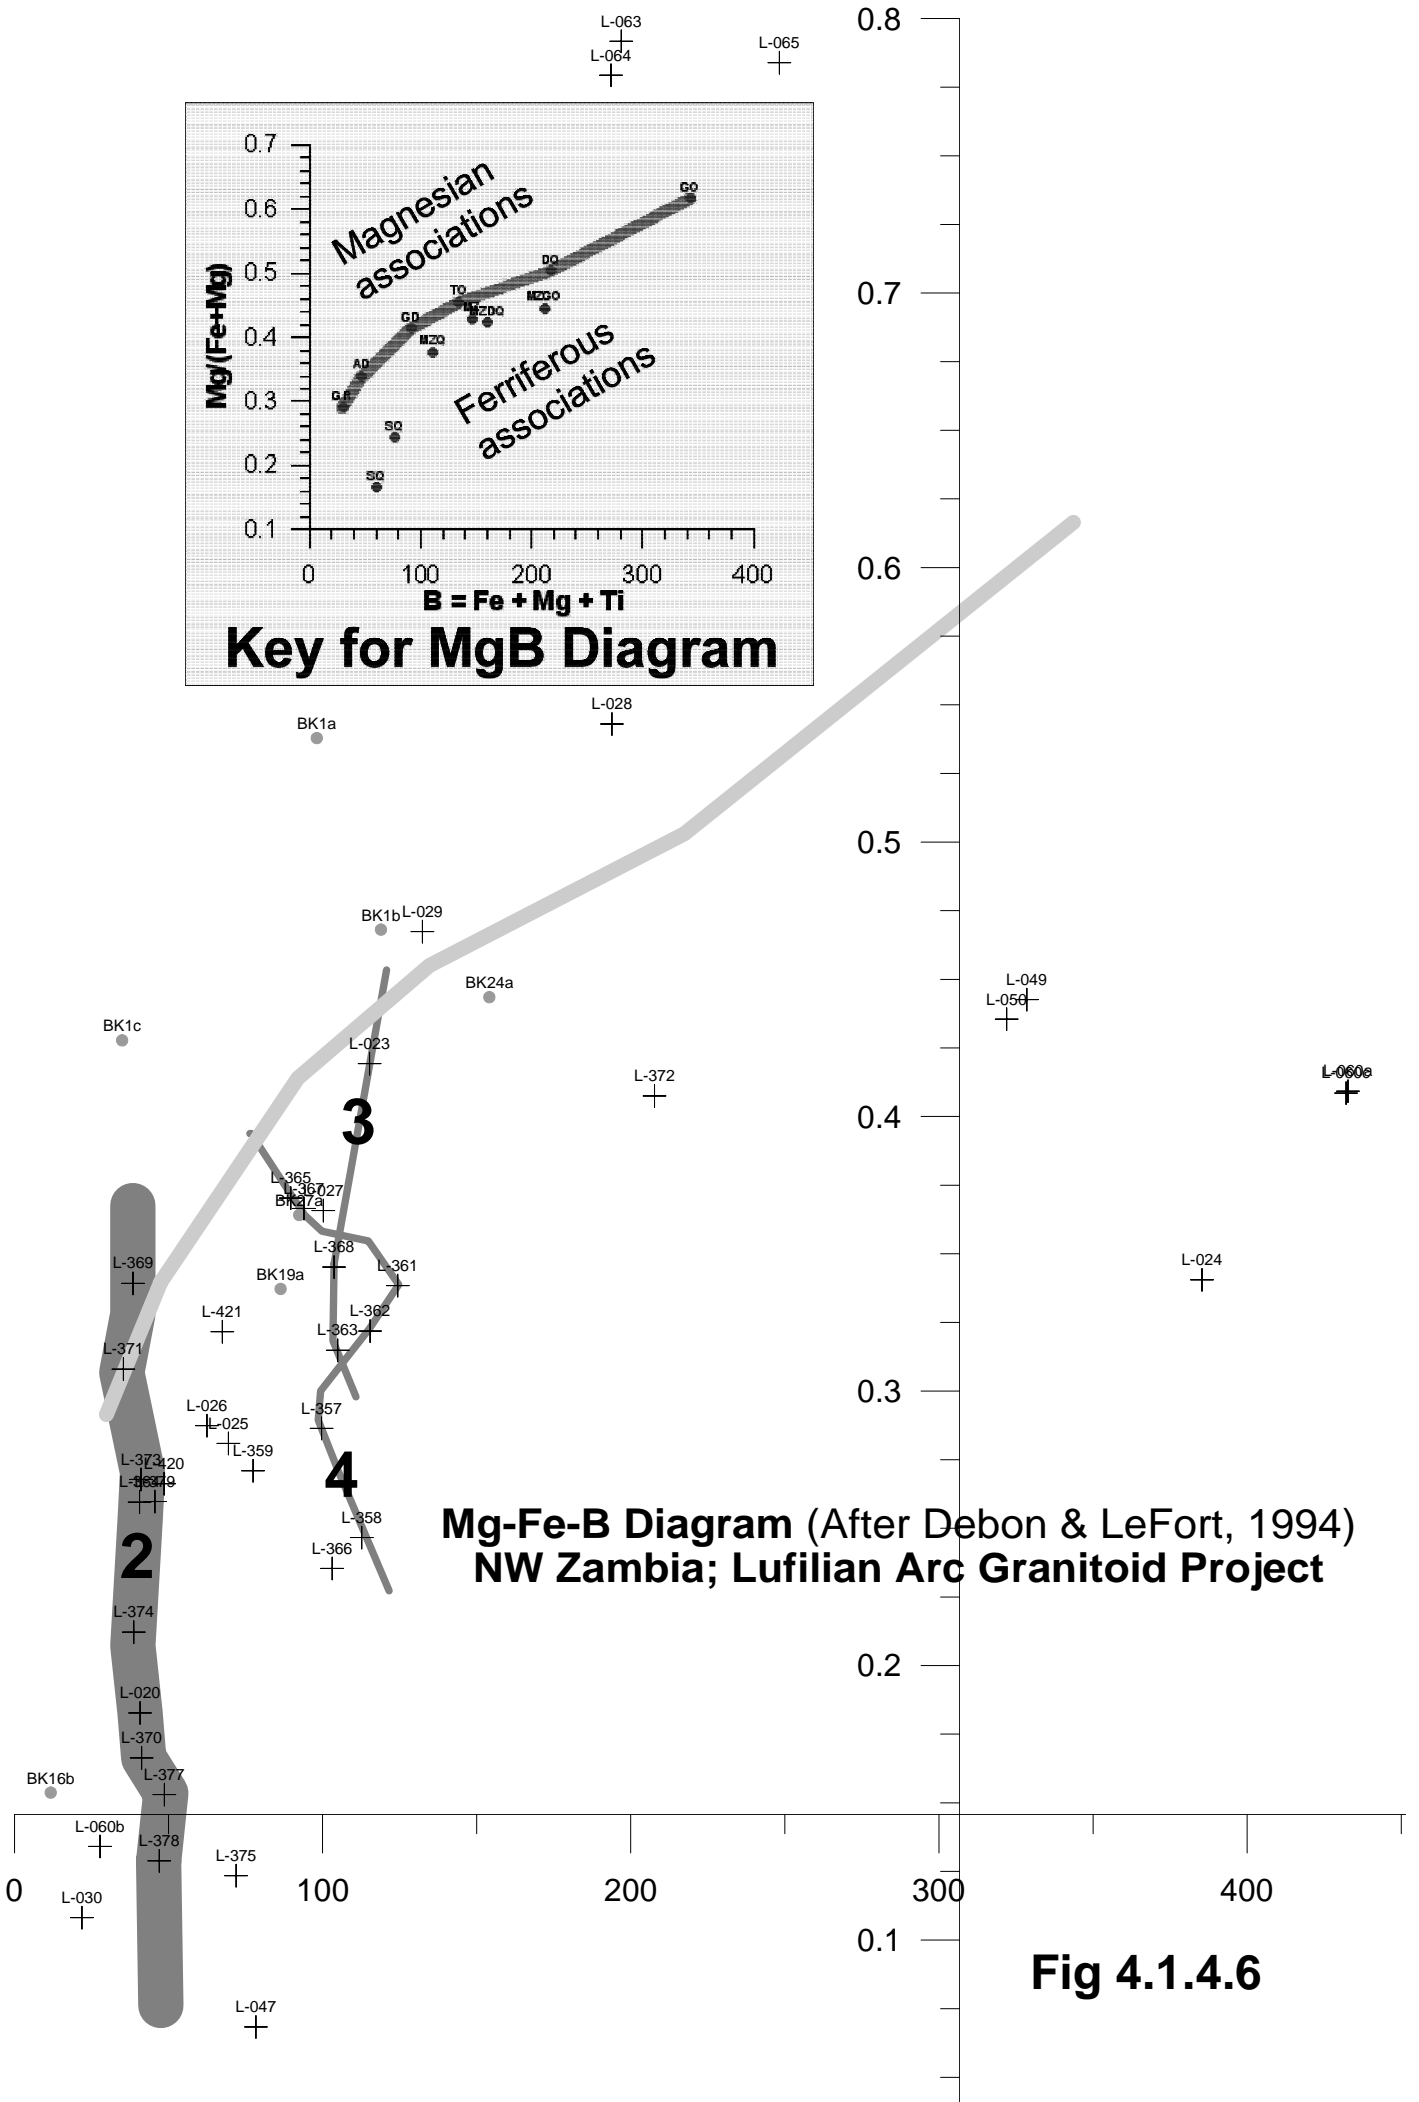 L-063
0.8
L-065
L-064
0.7
Magnesian
associations
0.6
0.5
0.4
0.3
0.2
0.1
GO
DQ
TO
MZGO
MZDQ
GD
MZQ
AD
GR
SQ
SQ
Ferriferous
associations
Mg/(Fe+Mg)
0
100
200
300
400
B = Fe + Mg + Ti
Key for MgB Diagram
0.7
0.6
L-028
BK1a
0.5
BK1b
L-029
BK24a
L-049
L-050
BK1c
L-023
L-372
L-060a
0.4
3
L-365
L-367
L-027
BK27a
L-368
L-361
L-369
BK19a
L-024
L-421
L-362
L-363
L-371
0.3
L-026
L-357
L-025
L-359
L-373
L-420
4
L-358
L-366
Mg-Fe-B Diagram (After Debon & LeFort, 1994)
NW Zambia; Lufilian Arc Granitoid Project
2
L-374
0.2
L-020
L-370
L-377
BK16b
L-060b
L-378
L-375
0
100
200
300
400
L-030
0.1
Fig 4.1.4.6
L-047